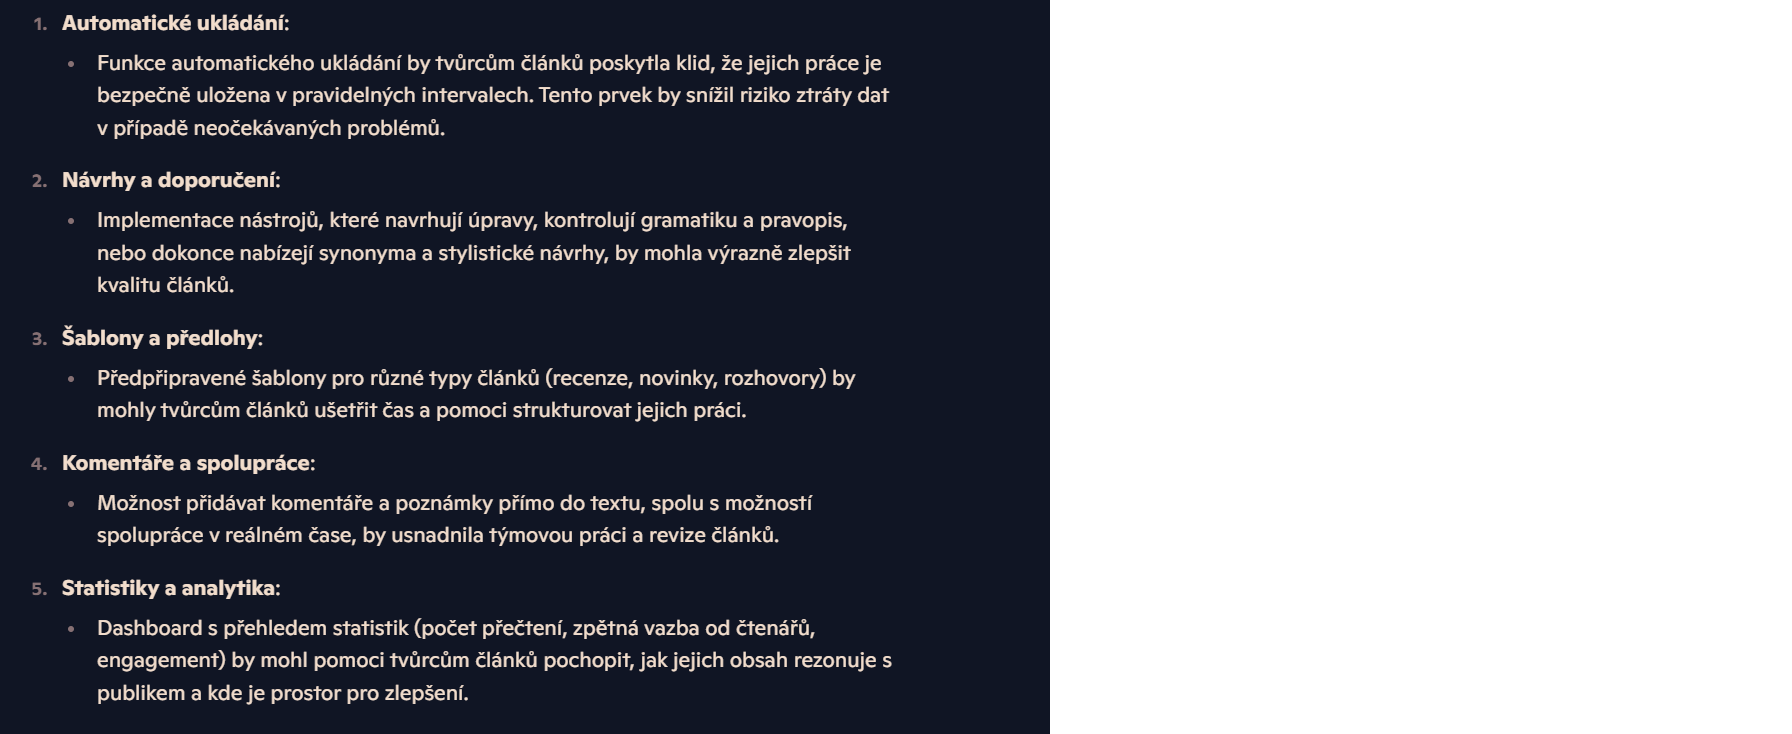 1. Automatické ukládání:
• Funkce automatického ukládání by tvůrcům článků poskytla klid, že jejich práce je
bezpečně uložena v pravidelných intervalech. Tento prvek by snížil riziko ztráty dat
v případě neočekávaných problémů.
2. Návrhy a doporučení:
• Implementace nástrojů, které navrhují úpravy, kontrolují gramatiku a pravopis,
nebo dokonce nabízejí synonyma a stylistické návrhy, by mohla výrazně zlepšit
kvalitu článků.
3. Šablony a předlohy:
• Předpřipravené šablony pro různé typy článků (recenze, novinky, rozhovory) by
mohly tvůrcům článků ušetřit čas a pomoci strukturovat jejich práci.
4. Komentáře a spolupráce:
• Možnost přidávat komentáře a poznámky přímo do textu, spolu s možností
spolupráce v reálném čase, by usnadnila týmovou práci a revize článků.
5. Statistiky a analytika:
• Dashboard s přehledem statistik (počet přečtení, zpětná vazba od čtenářů,
engagement) by mohl pomoci tvůrcům článků pochopit, jak jejich obsah rezonuje s
publikem a kde je prostor pro zlepšení.